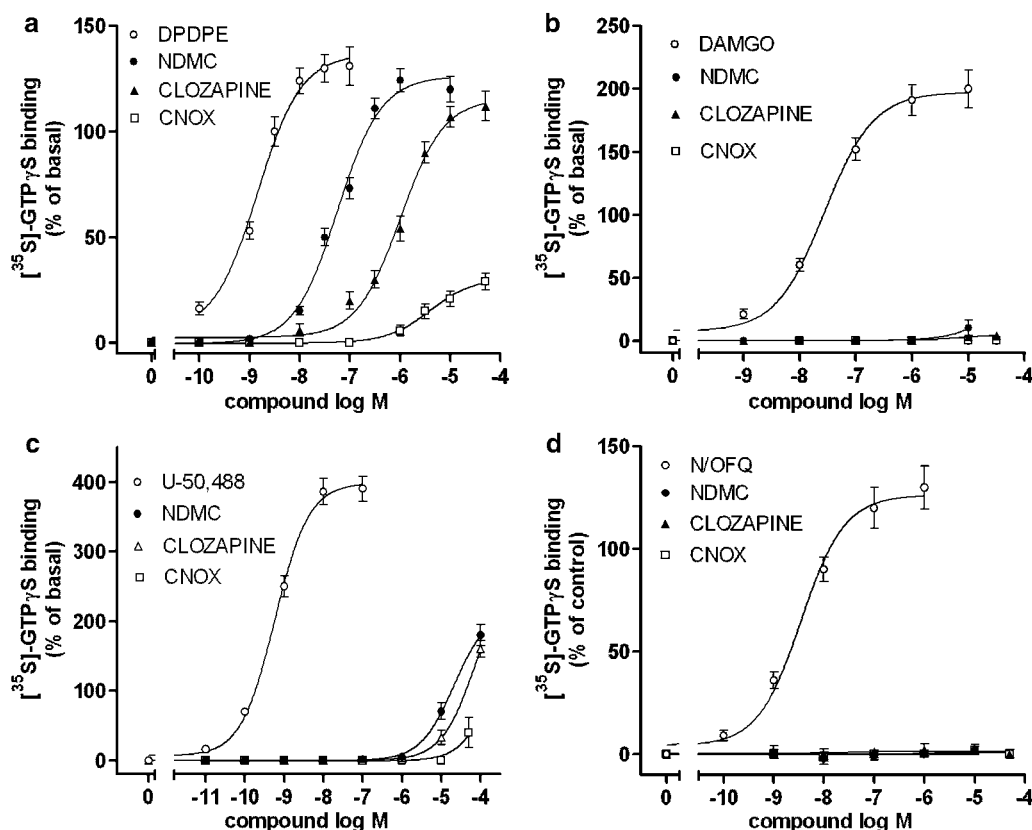 a
DPDPE
NDMC
CLOZAPINE
CNOX
[³⁵S]-GTPγS binding
(% of basal)
150
100
50
0
0 -10 -9 -8 -7 -6 -5 -4
compound log M
b
DAMGO
NDMC
CLOZAPINE
CNOX
[³⁵S]-GTPγS binding
(% of basal)
250
200
150
100
50
0
0 -9 -8 -7 -6 -5 -4
compound log M
c
U-50,488
NDMC
CLOZAPINE
CNOX
[³⁵S]-GTPγS binding
(% of basal)
400
300
200
100
0
0 -11 -10 -9 -8 -7 -6 -5 -4
compound log M
d
N/OFQ
NDMC
CLOZAPINE
CNOX
[³⁵S]-GTPγS binding
(% of control)
150
100
50
0
0 -10 -9 -8 -7 -6 -5 -4
compound log M